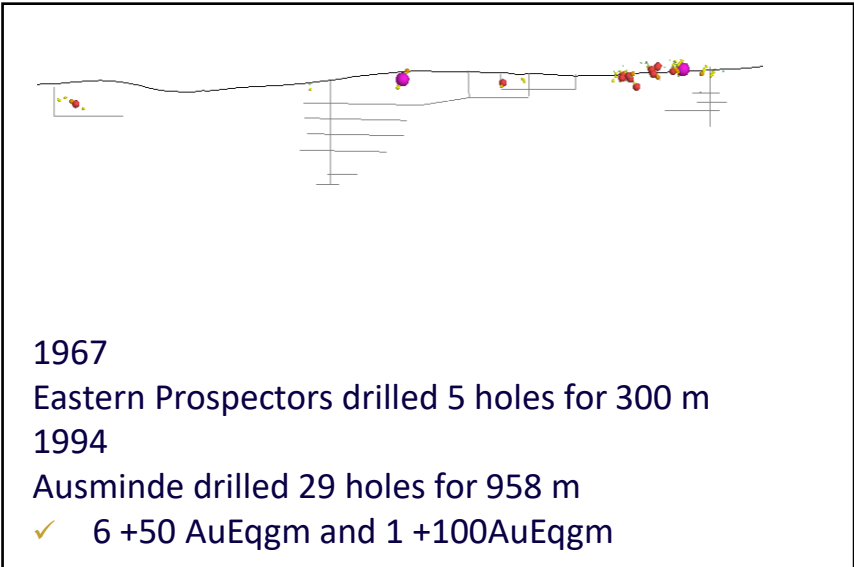 1967
Eastern Prospectors drilled 5 holes for 300 m
1994
Ausminde drilled 29 holes for 958 m
✓ 6 +50 AuEqgm and 1 +100AuEqgm